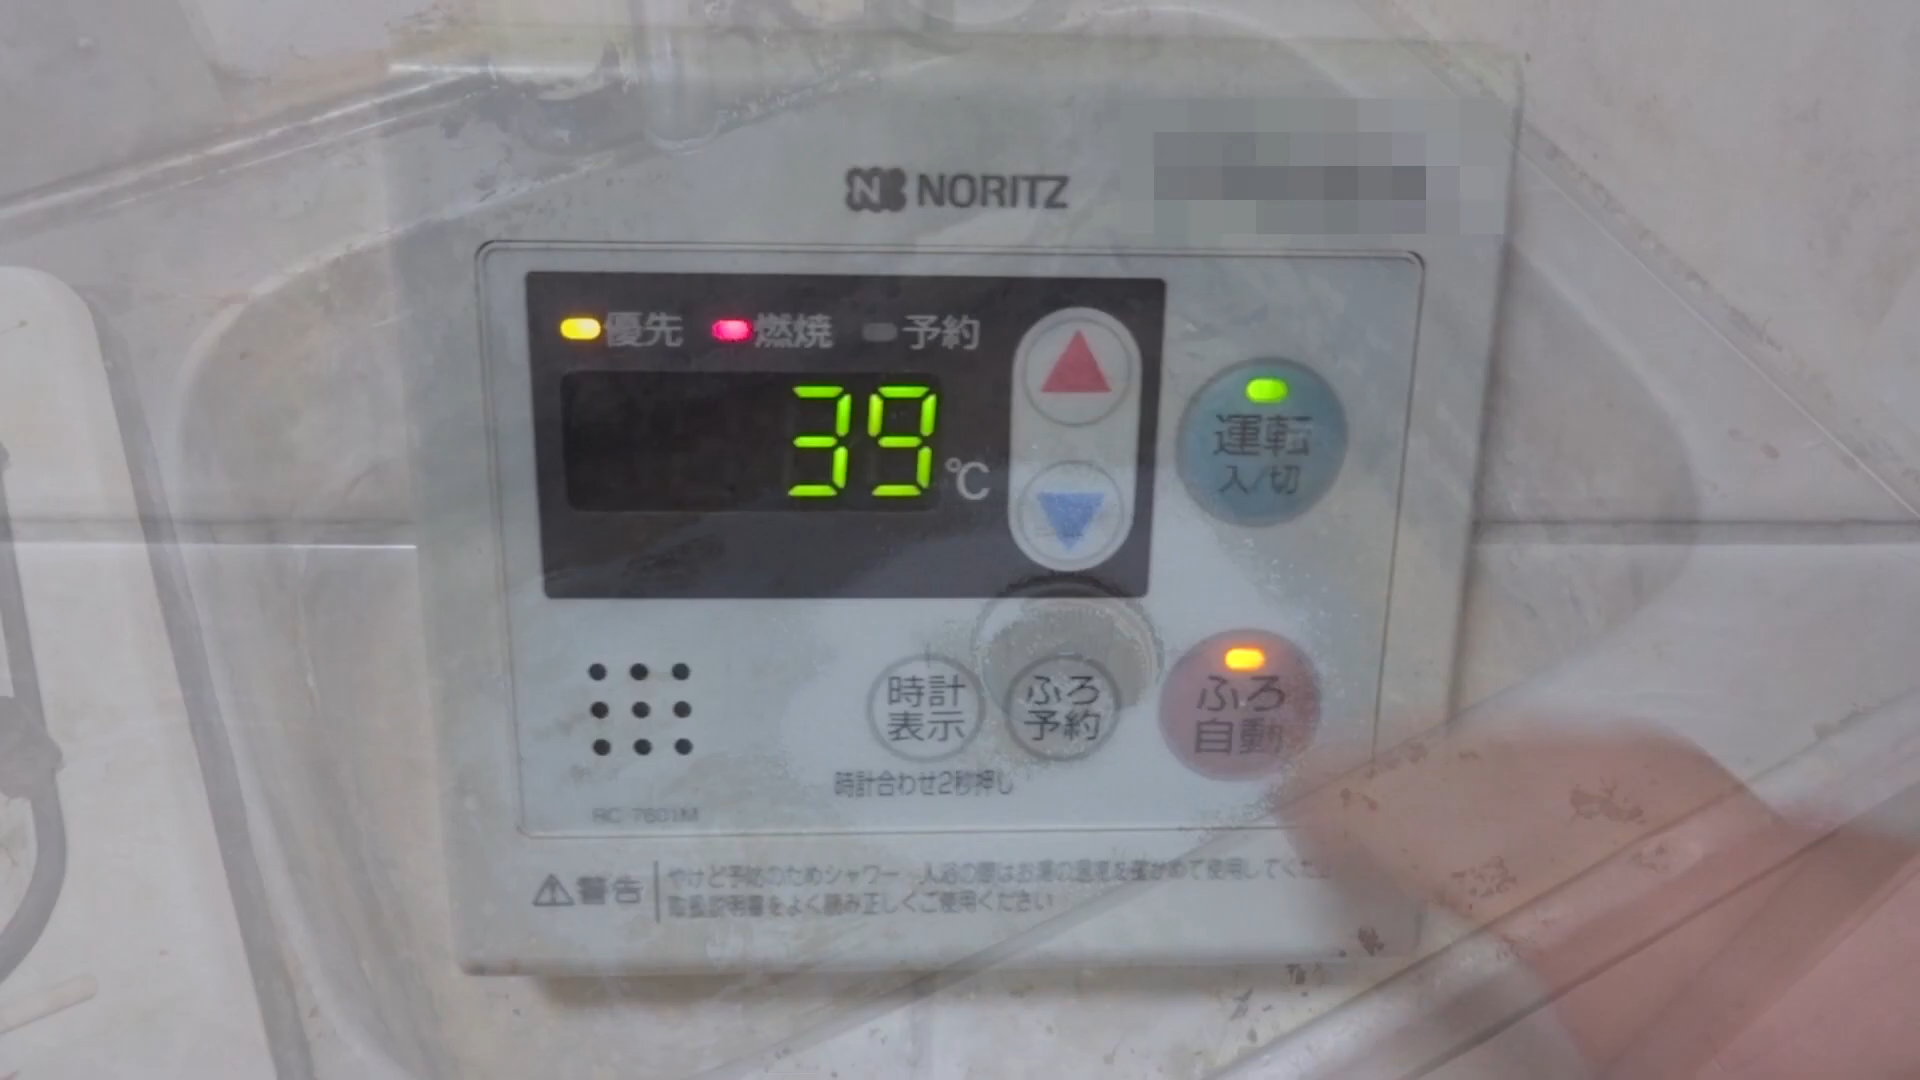 NORITZ
優先 燃焼 予約
39℃
運転
入/切
時計
表示
ふろ
予約
ふろ
自動
時計合わせ2秒押し
RC-7601M
警告
やけど予防のためシャワー・入浴の際はお湯の温度を確かめて使用してくだ
取扱説明書をよく読み正しくご使用ください